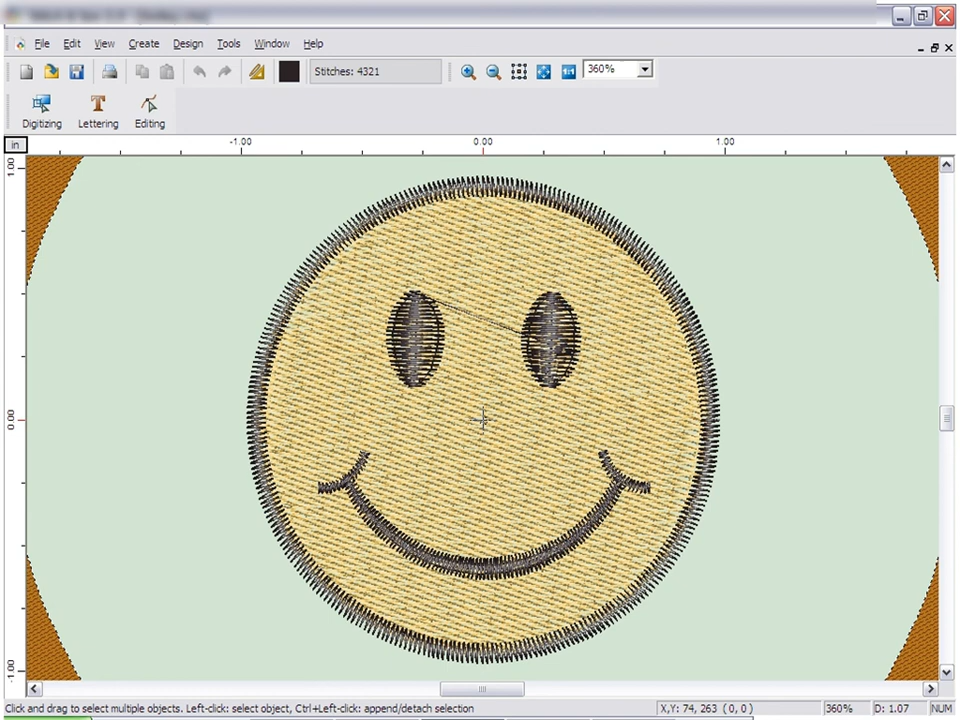 File Edit View Create Design Tools Window Help
Stitches: 4321 1:1 360%
Digitizing Lettering Editing
in -1.00 0.00 1.00
1.00
0.00
-1.00
Click and drag to select multiple objects. Left-click: select object, Ctrl+Left-click: append/detach selection X,Y: 74, 263 ( 0, 0 ) 360% D: 1.07 NUM